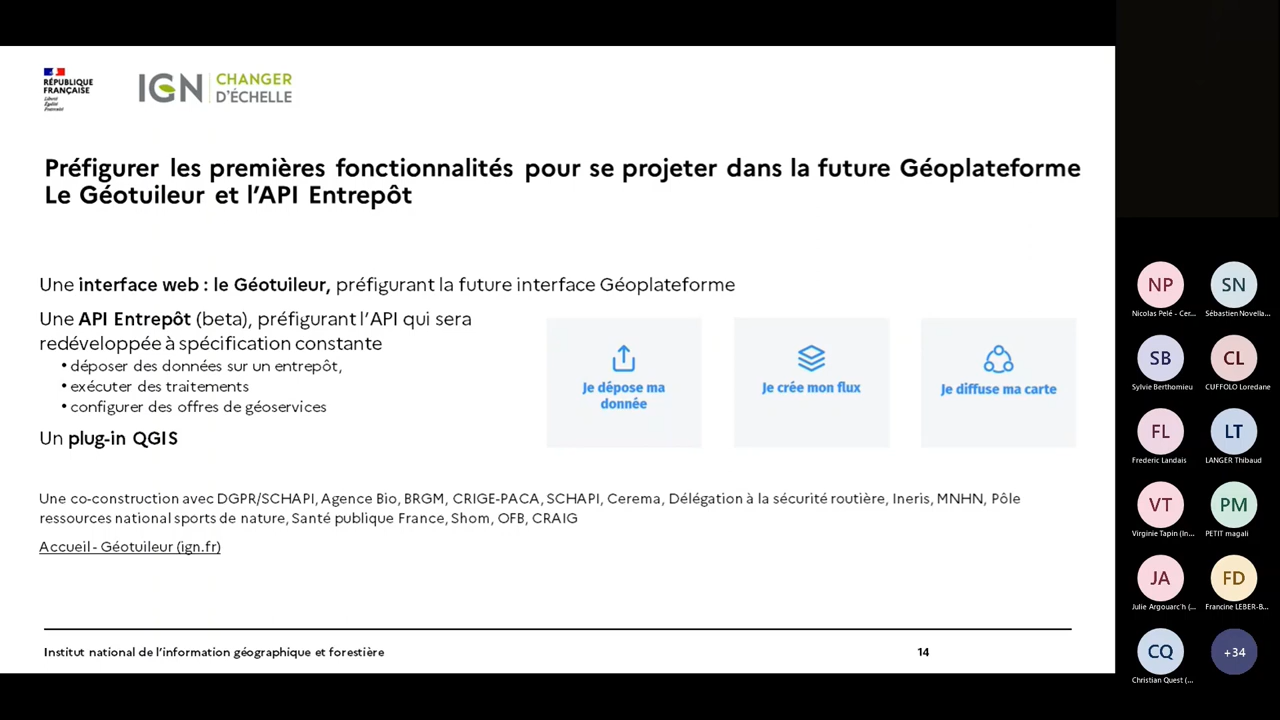 RÉPUBLIQUE
FRANÇAISE
Liberté
Égalité
Fraternité
IGN
CHANGER
D'ÉCHELLE
Préfigurer les premières fonctionnalités pour se projeter dans la future Géoplateforme
Le Géotuileur et l'API Entrepôt
Une interface web : le Géotuileur, préfigurant la future interface Géoplateforme
Une API Entrepôt (beta), préfigurant l'API qui sera
redéveloppée à spécification constante
• déposer des données sur un entrepôt,
• exécuter des traitements
• configurer des offres de géoservices
Un plug-in QGIS
Je dépose ma
donnée
Je crée mon flux
Je diffuse ma carte
Une co-construction avec DGPR/SCHAPI, Agence Bio, BRGM, CRIGE-PACA, SCHAPI, Cerema, Délégation à la sécurité routière, Ineris, MNHN, Pôle
ressources national sports de nature, Santé publique France, Shom, OFB, CRAIG
Accueil - Géotuileur (ign.fr)
Institut national de l'information géographique et forestière
14
NP
SN
Nicolas Pelé - Cer...
Sébastien Novella...
SB
CL
Sylvie Berthomieu
CUFFOLO Loredane
FL
LT
Frederic Landais
LANGER Thibaud
VT
PM
Virginie Tapin (In...
PETIT magali
JA
FD
Julie Argouarc'h (...
Francine LEBER-B...
CQ
+34
Christian Quest (...